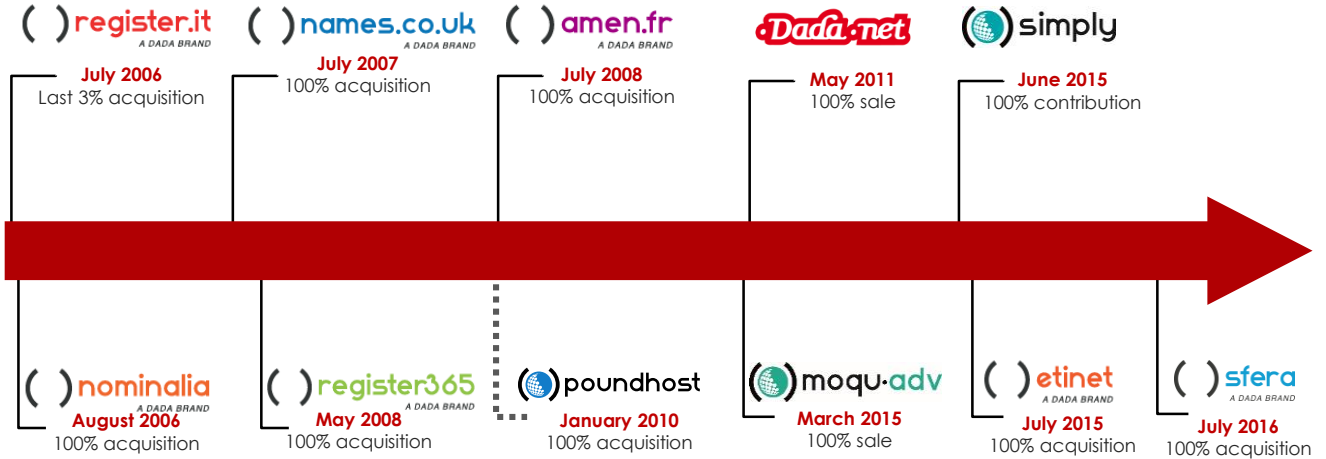 ( ) register.it
A DADA BRAND
July 2006
Last 3% acquisition
( ) names.co.uk
A DADA BRAND
July 2007
100% acquisition
( ) amen.fr
A DADA BRAND
July 2008
100% acquisition
•Dada•net
May 2011
100% sale
( ) simply
June 2015
100% contribution
( ) nominalia
A DADA BRAND
August 2006
100% acquisition
( ) register365
A DADA BRAND
May 2008
100% acquisition
( ) poundhost
January 2010
100% acquisition
( ) moqu•adv
March 2015
100% sale
( ) etinet
A DADA BRAND
July 2015
100% acquisition
( ) sfera
A DADA BRAND
July 2016
100% acquisition